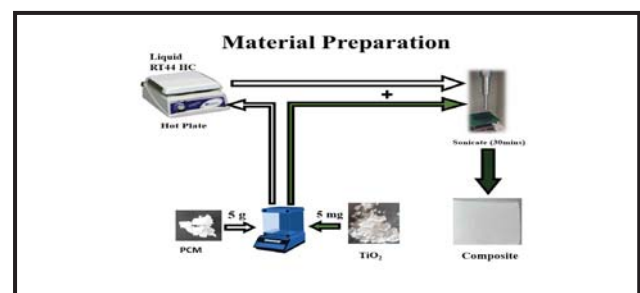 Material Preparation
Liquid
RT44 HC
Hot Plate
+
Sonicate (30mins)
5 g
5 mg
PCM
TiO₂
Composite